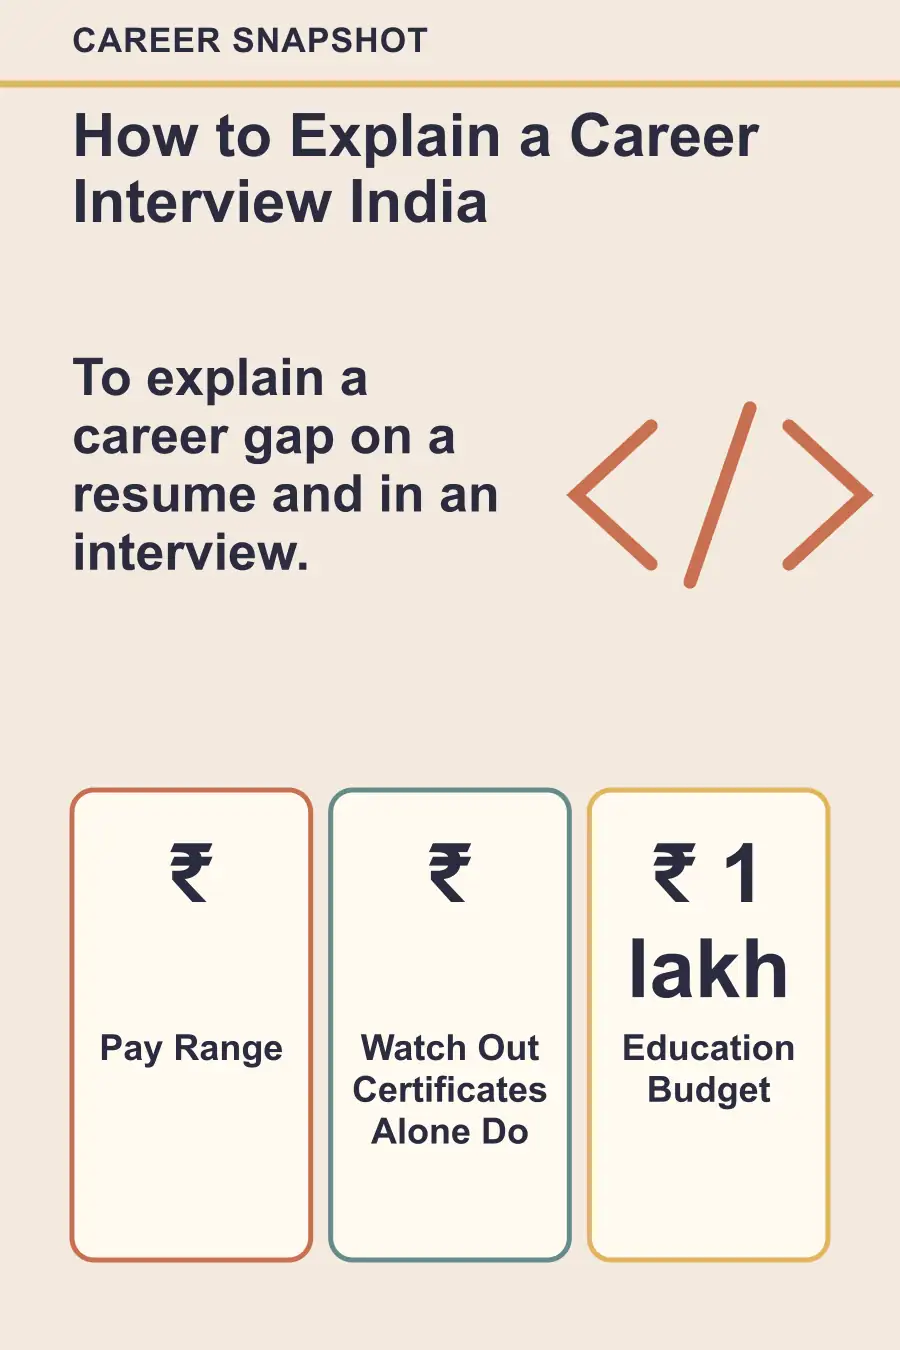 CAREER SNAPSHOT
How to Explain a Career
Interview India
To explain a
career gap on a
resume and in an
interview.
₹
Pay Range
₹
Watch Out
Certificates
Alone Do
₹ 1
lakh
Education
Budget